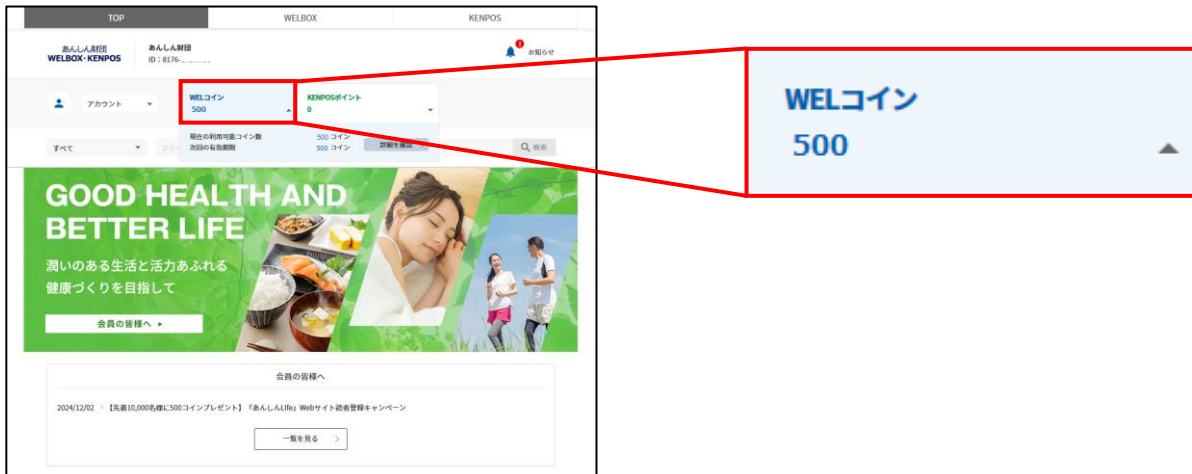 TOP
WELBOX
KENPOS
あんしん財団
WELBOX・KENPOS
あんしん財団
ID：8176-
1
お知らせ
アカウント
WELコイン
500
KENPOSポイント
0
現在の利用可能コイン数 500 コイン
次回の有効期限 500 コイン
詳細を確認
すべて
フリー
検索
GOOD HEALTH AND
BETTER LIFE
潤いのある生活と活力あふれる
健康づくりを目指して
会員の皆様へ
会員の皆様へ
2024/12/02 > 【先着10,000名様に500コインプレゼント】『あんしんLife』Webサイト読者登録キャンペーン
一覧を見る >
WELコイン
500